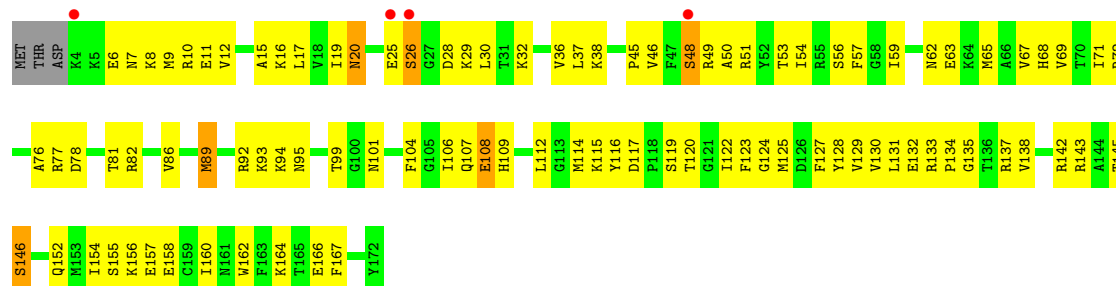 MET THR ASP K4 K5 E6 N7 K8 M9 R10 E11 V12 A15 K16 L17 V18 I19 N20 E25 S26 G27 D28 K29 L30 T31 K32 V36 L37 K38 P45 V46 F47 S48 R49 A50 R51 Y52 T53 I54 R55 S56 F57 G58 I59 N62 E63 K64 M65 A66 V67 H68 V69 T70 I71
A76 R77 D78 T81 R82 V86 M89 R92 K93 K94 N95 T99 G100 N101 F104 G105 I106 Q107 E108 H109 L112 G113 M114 K115 Y116 D117 P118 S119 T120 G121 I122 F123 G124 M125 D126 F127 Y128 V129 V130 L131 E132 R133 P134 G135 T136 R137 V138 R142 R143 A144
S146 Q152 M153 I154 S155 K156 E157 E158 C159 I160 N161 W162 F163 K164 T165 E166 F167 Y172